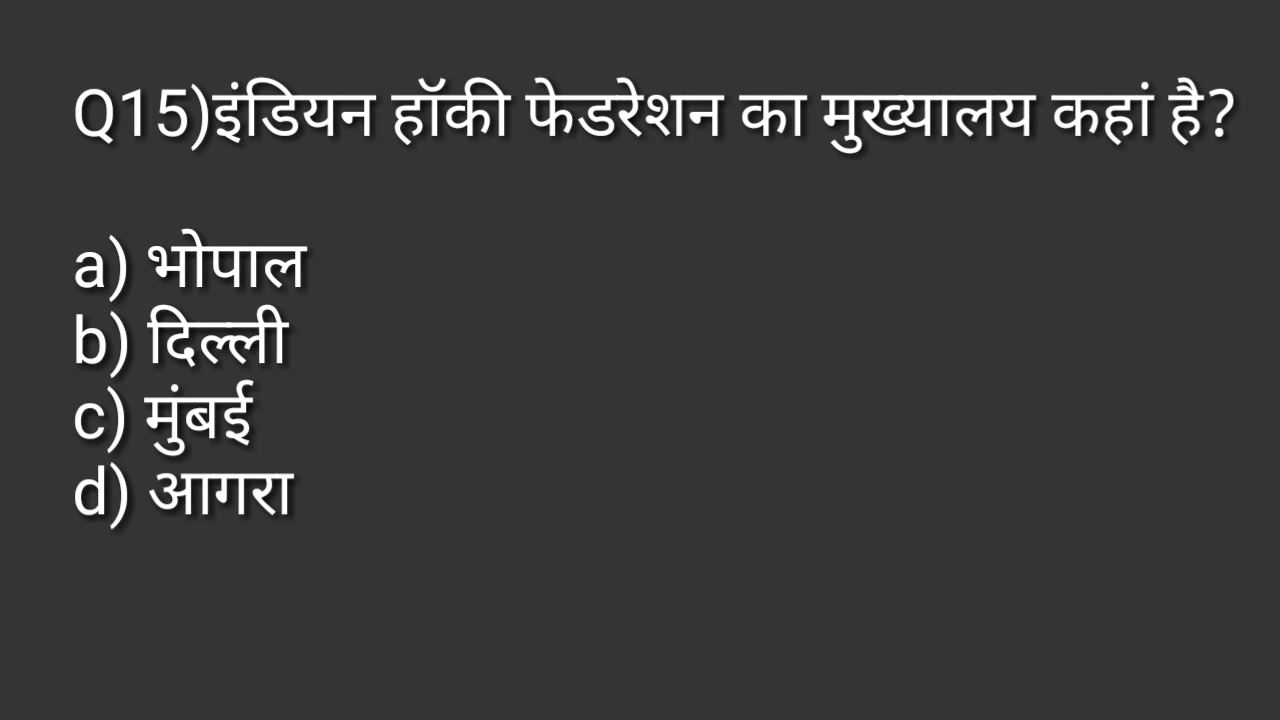 Q15)इंडियन हॉकी फेडरेशन का मुख्यालय कहां है?
a) भोपाल
b) दिल्ली
c) मुंबई
d) आगरा